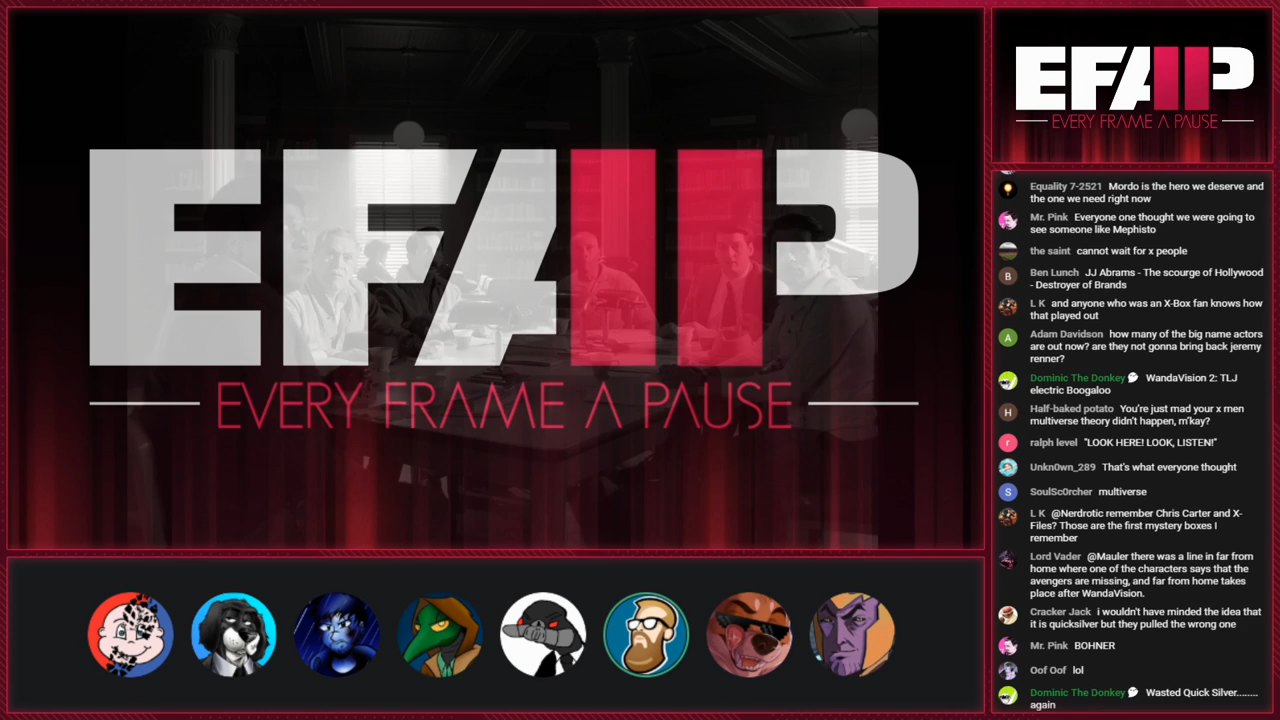 EFAP
EVERY FRAME A PAUSE
EFAP
EVERY FRAME A PAUSE
Equality 7-2521 Mordo is the hero we deserve and
the one we need right now
Mr. Pink Everyone one thought we were going to
see someone like Mephisto
the saint cannot wait for x people
B
Ben Lunch JJ Abrams - The scourge of Hollywood
- Destroyer of Brands
L K and anyone who was an X-Box fan knows how
that played out
A
Adam Davidson how many of the big name actors
are out now? are they not gonna bring back jeremy
renner?
Dominic The Donkey WandaVision 2: TLJ
electric Boogaloo
H
Half-baked potato You're just mad your x men
multiverse theory didn't happen, m'kay?
r
ralph level "LOOK HERE! LOOK, LISTEN!"
Unkn0wn_289 That's what everyone thought
S
SoulSc0rcher multiverse
L K @Nerdrotic remember Chris Carter and X-
Files? Those are the first mystery boxes I
remember
Lord Vader @Mauler there was a line in far from
home where one of the characters says that the
avengers are missing, and far from home takes
place after WandaVision.
Cracker Jack i wouldn't have minded the idea that
it is quicksilver but they pulled the wrong one
Mr. Pink BOHNER
Oof Oof lol
Dominic The Donkey Wasted Quick Silver........
again